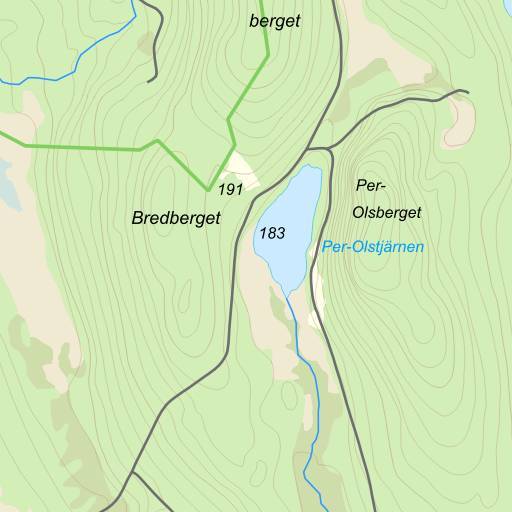 berget
191
Per-
Olsberget
Bredberget
183
Per-Olstjärnen